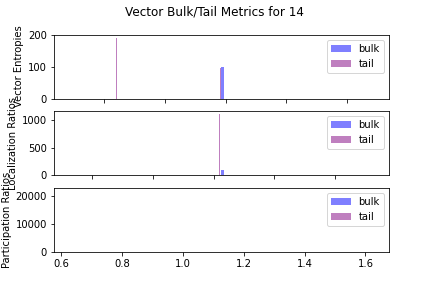 Vector Bulk/Tail Metrics for 14
Vector Entropies
200
100
0
bulk
tail
Localization Ratios
1000
500
0
bulk
tail
Participation Ratios
20000
10000
0
bulk
tail
0.6 0.8 1.0 1.2 1.4 1.6